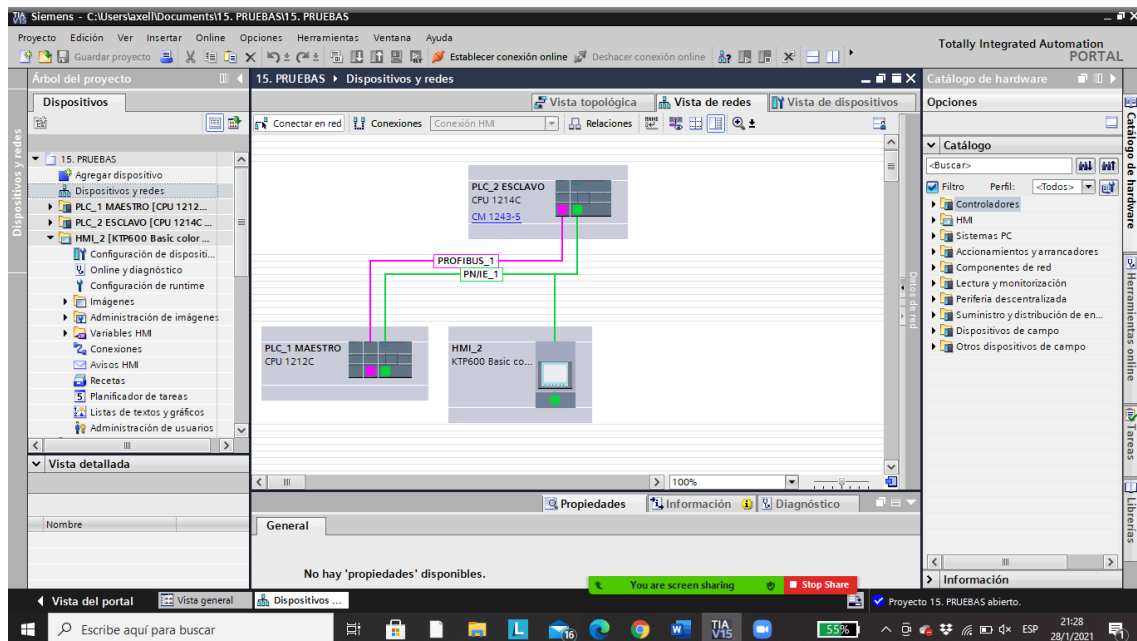 Siemens - C:\Users\axell\Documents\15. PRUEBAS\15. PRUEBAS
Proyecto Edición Ver Insertar Online Opciones Herramientas Ventana Ayuda
Guardar proyecto
Establecer conexión online
Deshacer conexión online
Totally Integrated Automation
PORTAL
Árbol del proyecto
15. PRUEBAS
Dispositivos y redes
Catálogo de hardware
Dispositivos
Vista topológica
Vista de redes
Vista de dispositivos
Opciones
Conectar en red
Conexiones
Conexión HMI
Relaciones
Dispositivos y redes
15. PRUEBAS
Agregar dispositivo
Dispositivos y redes
PLC_1 MAESTRO [CPU 1212...
PLC_2 ESCLAVO [CPU 1214C ...
HMI_2 [KTP600 Basic color ...
Configuración de dispositi...
Online y diagnóstico
Configuración de runtime
Imágenes
Administración de imágenes
Variables HMI
Conexiones
Avisos HMI
Recetas
Planificador de tareas
Listas de textos y gráficos
Administración de usuarios
Vista detallada
Nombre
PLC_2 ESCLAVO
CPU 1214C
CM 1243-5
PROFIBUS_1
PN/IE_1
PLC_1 MAESTRO
CPU 1212C
HMI_2
KTP600 Basic co...
Datos de red
100%
Propiedades
Información
Diagnóstico
General
No hay 'propiedades' disponibles.
Catálogo
<Buscar>
Filtro
Perfil:
<Todos>
Controladores
HMI
Sistemas PC
Accionamientos y arrancadores
Componentes de red
Lectura y monitorización
Periferia descentralizada
Suministro y distribución de en...
Dispositivos de campo
Otros dispositivos de campo
Información
Catálogo de hardware
Herramientas online
Tareas
Librerías
You are screen sharing
Stop Share
Vista del portal
Vista general
Dispositivos ...
Proyecto 15. PRUEBAS abierto.
Escribe aquí para buscar
L
16
TIA
V15
55%
ESP
21:28
28/1/2021